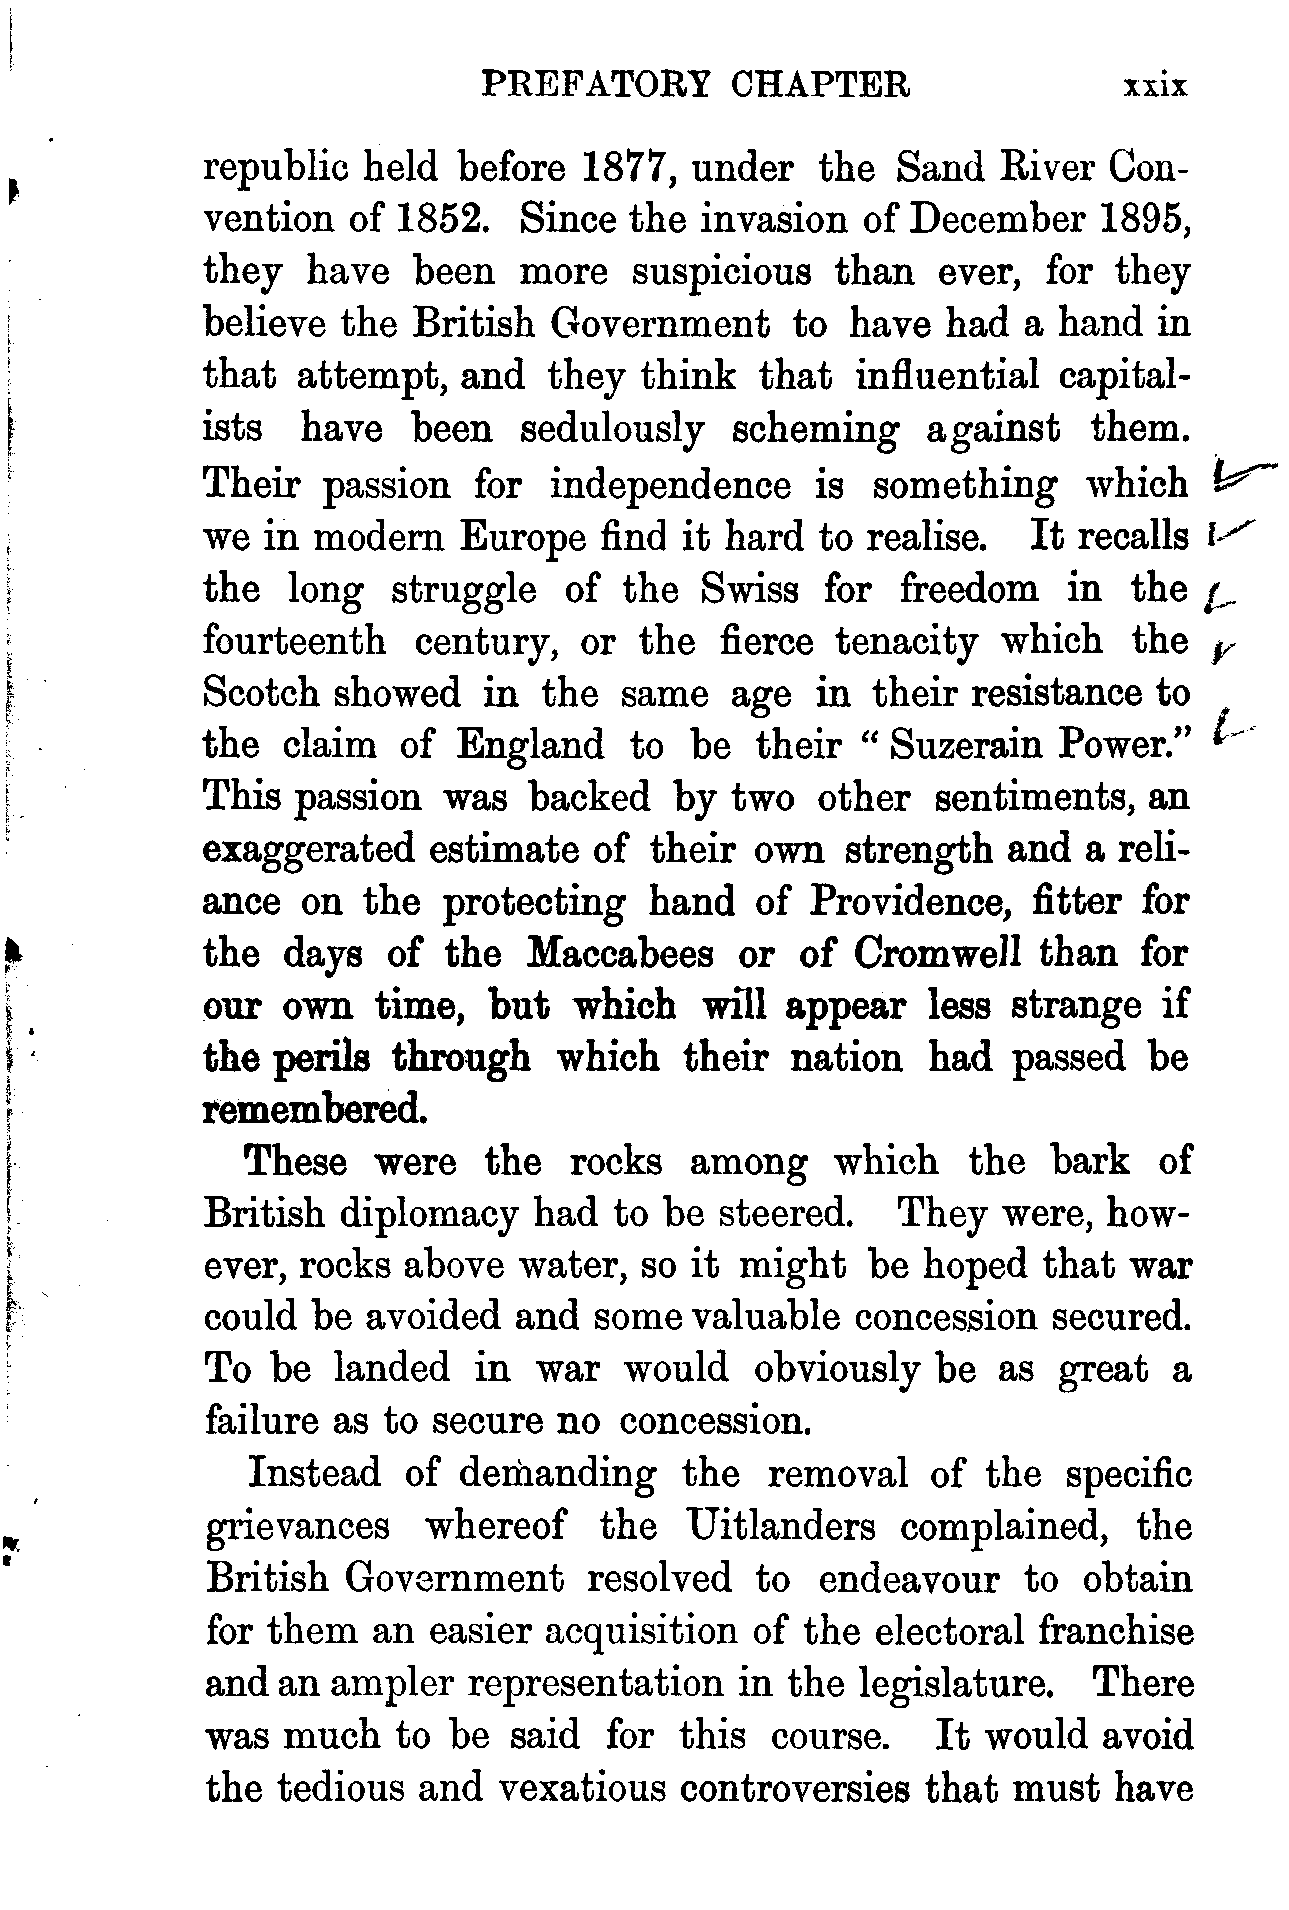 PREFATORY CHAPTER xxix
republic held before 1877, under the Sand River Con-
vention of 1852. Since the invasion of December 1895,
they have been more suspicious than ever, for they
believe the British Government to have had a hand in
that attempt, and they think that influential capital-
ists have been sedulously scheming against them.
Their passion for independence is something which
we in modern Europe find it hard to realise. It recalls
the long struggle of the Swiss for freedom in the
fourteenth century, or the fierce tenacity which the
Scotch showed in the same age in their resistance to
the claim of England to be their “ Suzerain Power.”
This passion was backed by two other sentiments, an
exaggerated estimate of their own strength and a reli-
ance on the protecting hand of Providence, fitter for
the days of the Maccabees or of Cromwell than for
our own time, but which will appear less strange if
the perils through which their nation had passed be
remembered.
These were the rocks among which the bark of
British diplomacy had to be steered. They were, how-
ever, rocks above water, so it might be hoped that war
could be avoided and some valuable concession secured.
To be landed in war would obviously be as great a
failure as to secure no concession.
Instead of demanding the removal of the specific
grievances whereof the Uitlanders complained, the
British Government resolved to endeavour to obtain
for them an easier acquisition of the electoral franchise
and an ampler representation in the legislature. There
was much to be said for this course. It would avoid
the tedious and vexatious controversies that must have